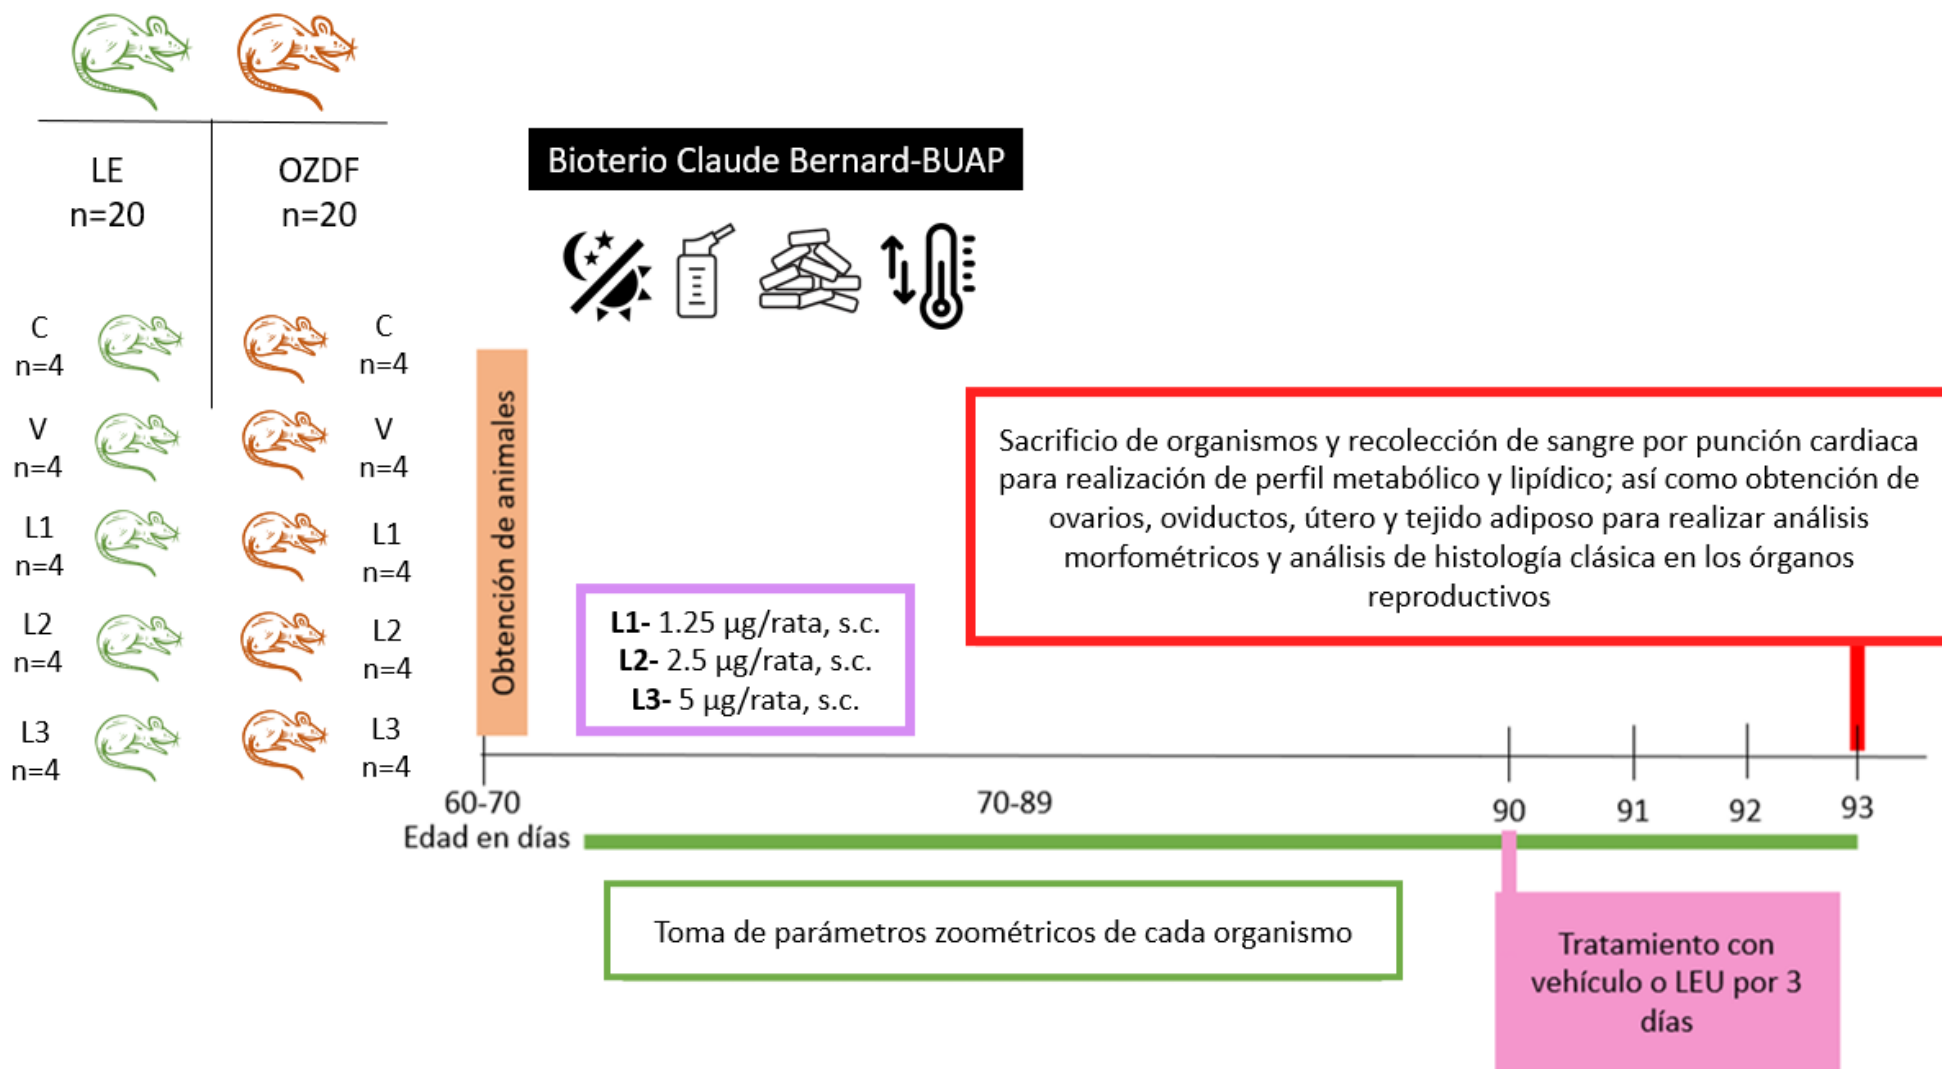 LE
n=20
OZDF
n=20
C
n=4
C
n=4
V
n=4
V
n=4
L1
n=4
L1
n=4
L2
n=4
L2
n=4
L3
n=4
L3
n=4
Bioterio Claude Bernard-BUAP
Obtención de animales
L1- 1.25 µg/rata, s.c.
L2- 2.5 µg/rata, s.c.
L3- 5 µg/rata, s.c.
Sacrificio de organismos y recolección de sangre por punción cardiaca
para realización de perfil metabólico y lipídico; así como obtención de
ovarios, oviductos, útero y tejido adiposo para realizar análisis
morfométricos y análisis de histología clásica en los órganos
reproductivos
60-70
70-89
90
91
92
93
Edad en días
Toma de parámetros zoométricos de cada organismo
Tratamiento con
vehículo o LEU por 3
días